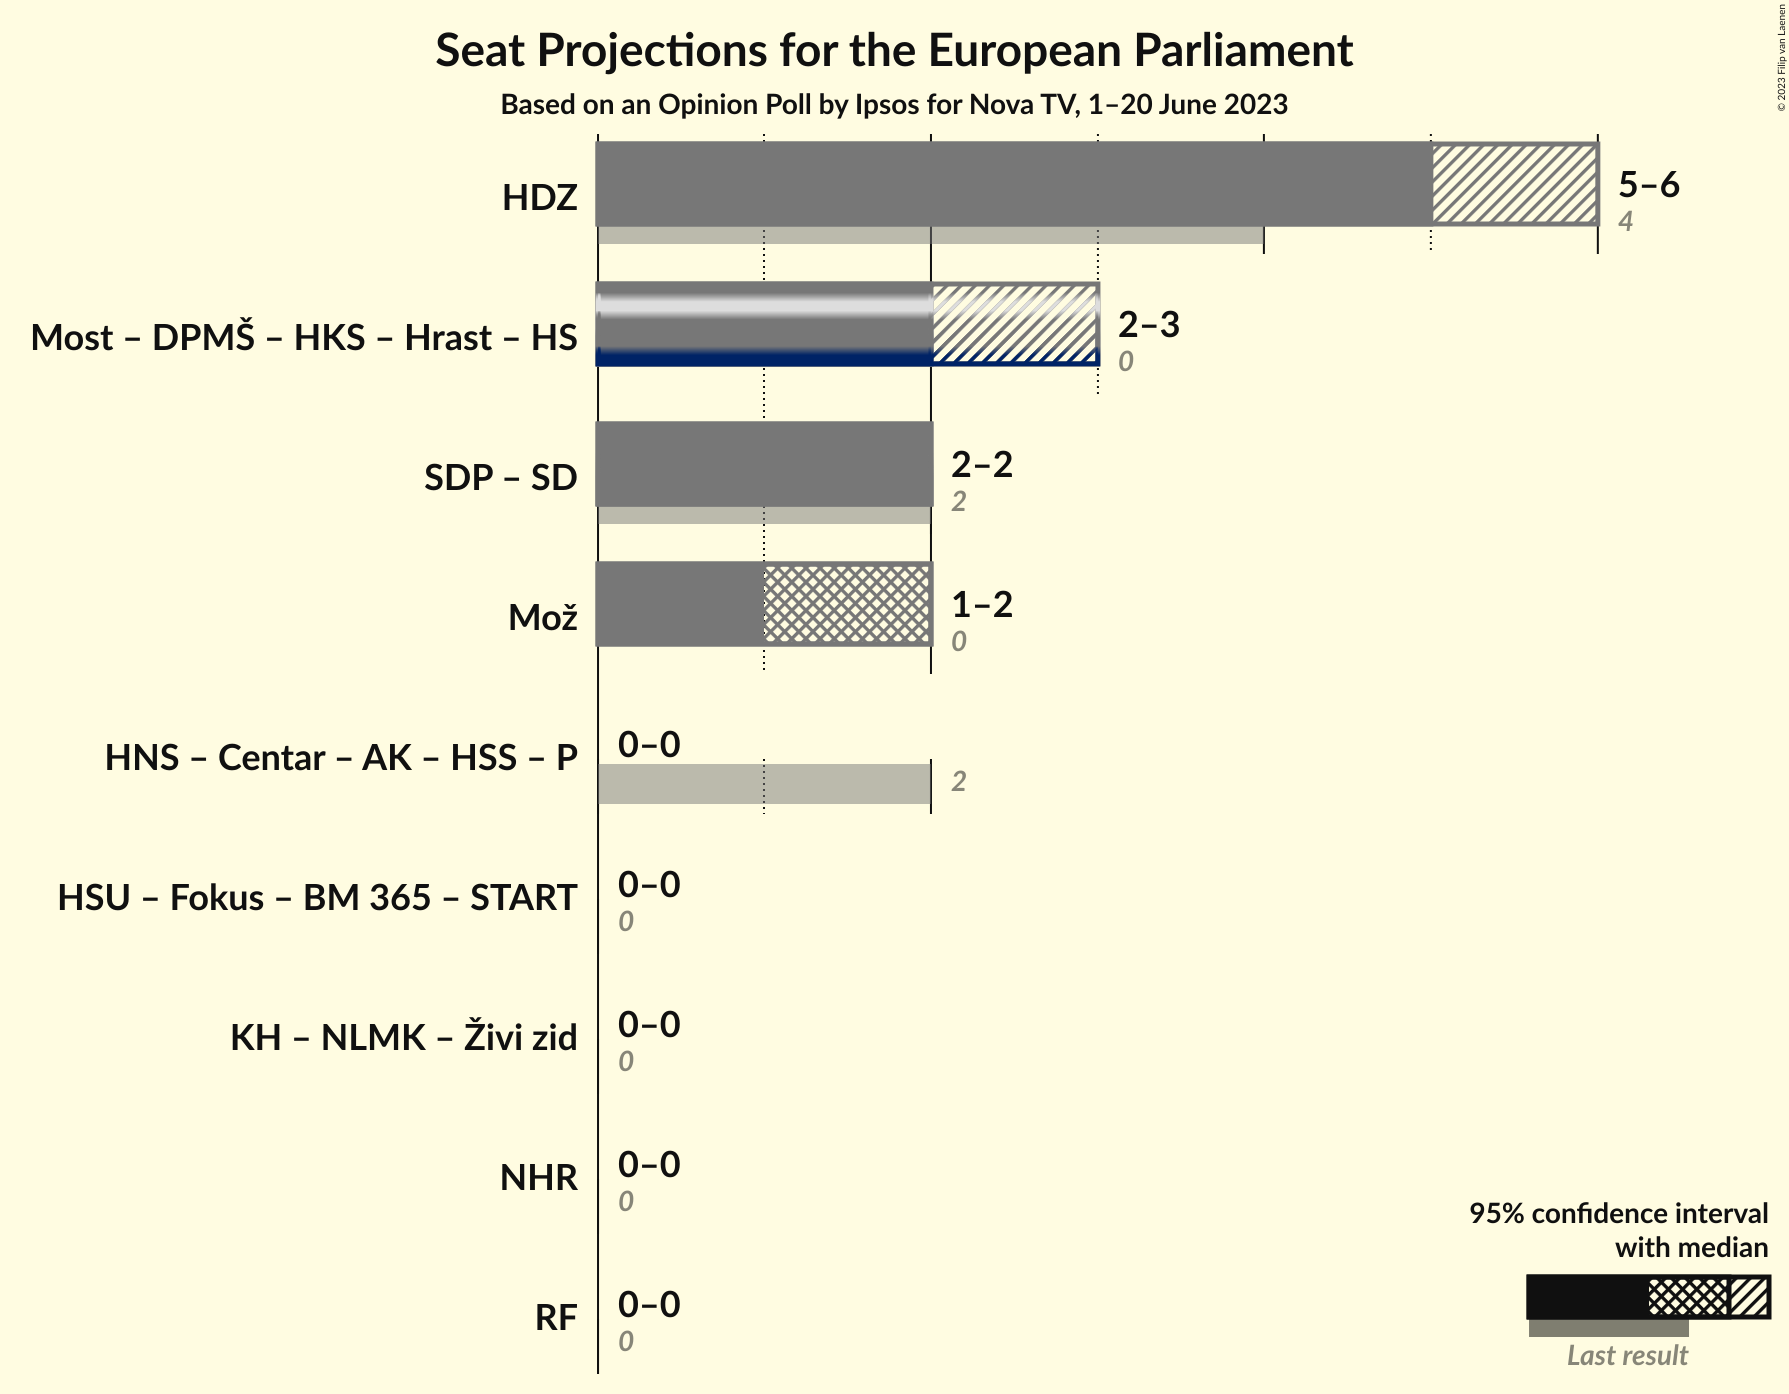 Seat Projections for the European Parliament
Based on an Opinion Poll by Ipsos for Nova TV, 1–20 June 2023
© 2023 Filip van Laenen
HDZ
5–6
4
Most – DPMŠ – HKS – Hrast – HS
2–3
0
SDP – SD
2–2
2
Mož
1–2
0
HNS – Centar – AK – HSS – P
0–0
2
HSU – Fokus – BM 365 – START
0–0
0
KH – NLMK – Živi zid
0–0
0
NHR
0–0
0
RF
0–0
0
95% confidence interval
with median
Last result